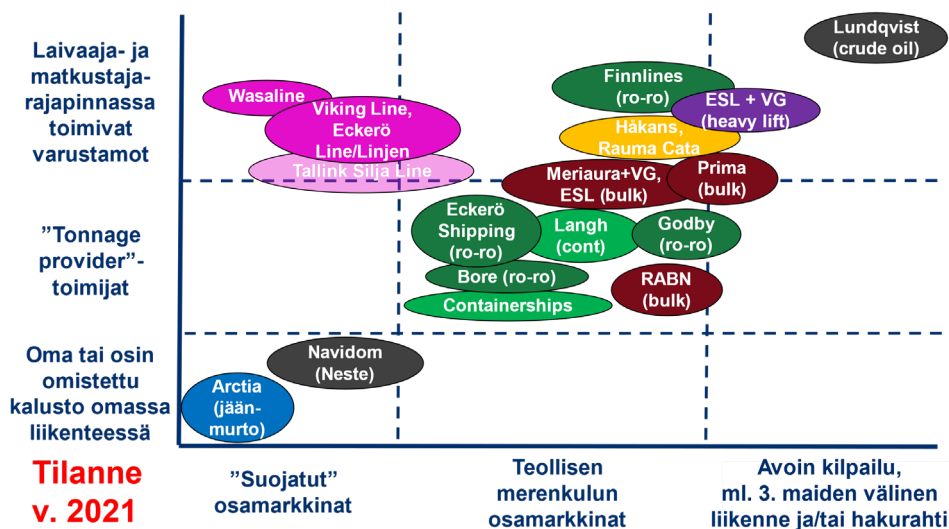 Laivaaja- ja
matkustaja-
rajapinnassa
toimivat
varustamot
Lundqvist
(crude oil)
Wasaline
Viking Line,
Eckerö
Line/Linjen
Tallink Silja Line
Finnlines
(ro-ro)
ESL + VG
(heavy lift)
Håkans,
Rauma Cata
Meriaura+VG,
ESL (bulk)
Prima
(bulk)
”Tonnage
provider”-
toimijat
Eckerö
Shipping
(ro-ro)
Langh
(cont)
Godby
(ro-ro)
Bore (ro-ro)
RABN
(bulk)
Containerships
Oma tai osin
omistettu
kalusto omassa
liikenteessä
Navidom
(Neste)
Arctia
(jään-
murto)
Tilanne
v. 2021
”Suojatut”
osamarkkinat
Teollisen
merenkulun
osamarkkinat
Avoin kilpailu,
ml. 3. maiden välinen
liikenne ja/tai hakurahti